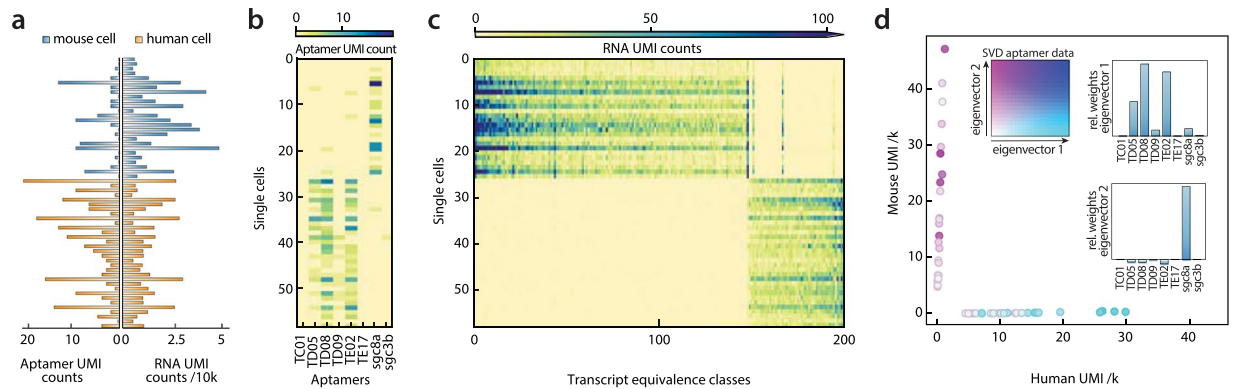 a
mouse cell
human cell
20
10
0
0
2.5
5
Aptamer UMI
counts
RNA UMI
counts /10k
b
0
10
Aptamer UMI count
0
10
20
30
40
50
Single cells
TC01
TD05
TD08
TD09
TE02
TE17
sgc8a
sgc3b
Aptamers
c
0
50
100
RNA UMI counts
0
10
20
30
40
50
Single cells
0
100
200
Transcript equivalence classes
d
SVD aptamer data
eigenvector 2
eigenvector 1
rel. weights
eigenvector 1
TC01
TD05
TD08
TD09
TE02
TE17
sgc8a
sgc3b
rel. weights
eigenvector 2
TC01
TD05
TD08
TD09
TE02
TE17
sgc8a
sgc3b
Mouse UMI /k
40
30
20
10
0
0
10
20
30
40
Human UMI /k